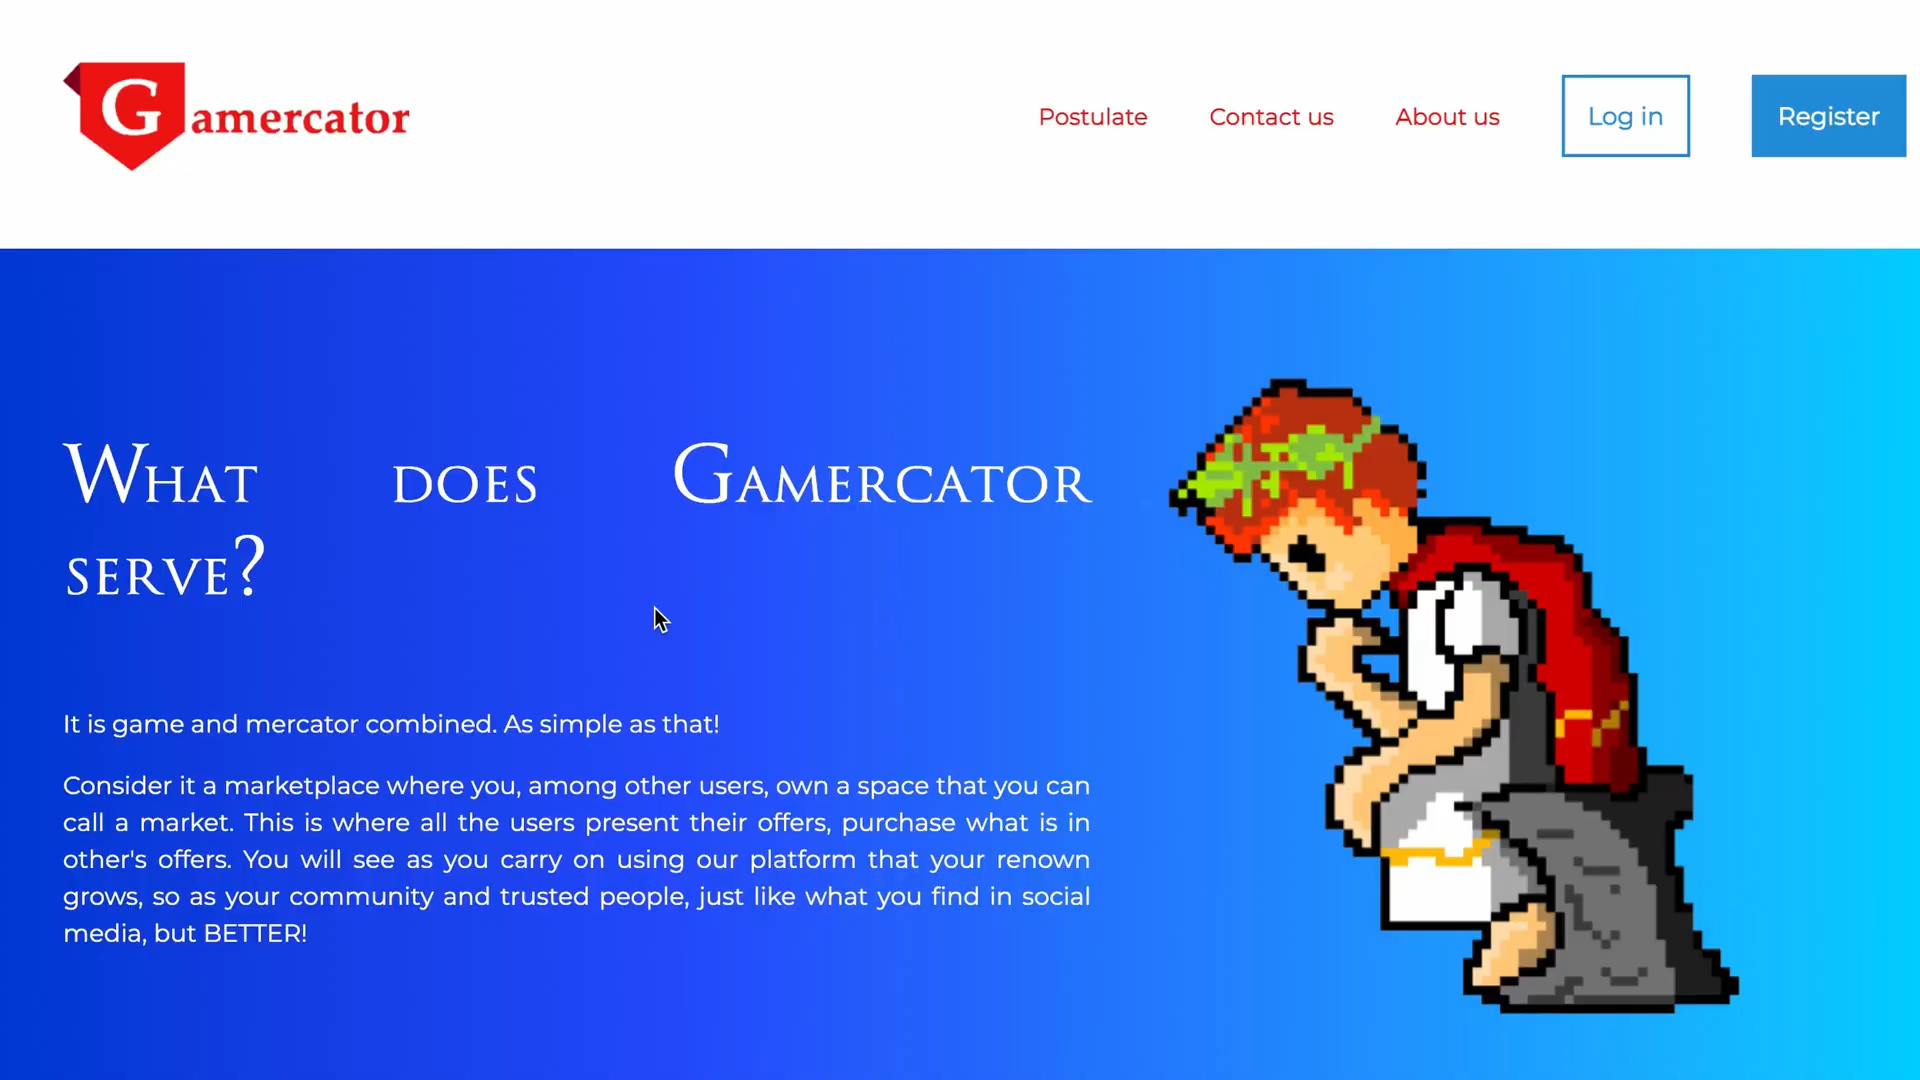 Gamercator
Postulate
Contact us
About us
Log in
Register
What does Gamercator
serve?
It is game and mercator combined. As simple as that!
Consider it a marketplace where you, among other users, own a space that you can
call a market. This is where all the users present their offers, purchase what is in
other's offers. You will see as you carry on using our platform that your renown
grows, so as your community and trusted people, just like what you find in social
media, but BETTER!